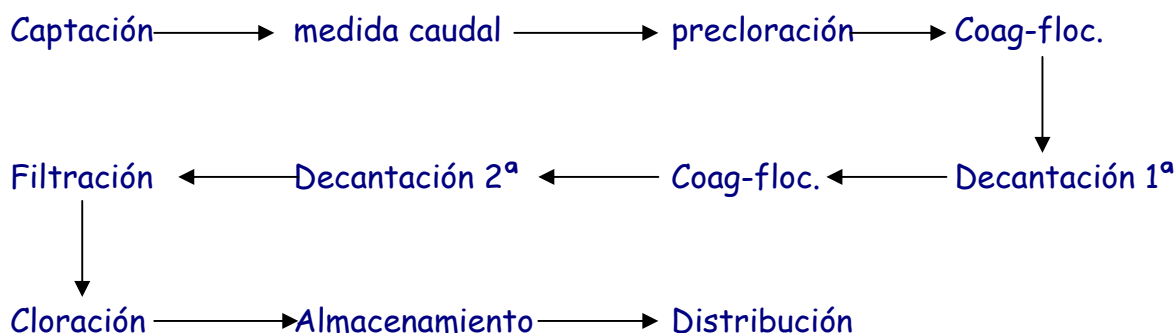 Captación medida caudal precloración Coag-floc.
Filtración Decantación 2ª Coag-floc. Decantación 1ª
Cloración Almacenamiento Distribución